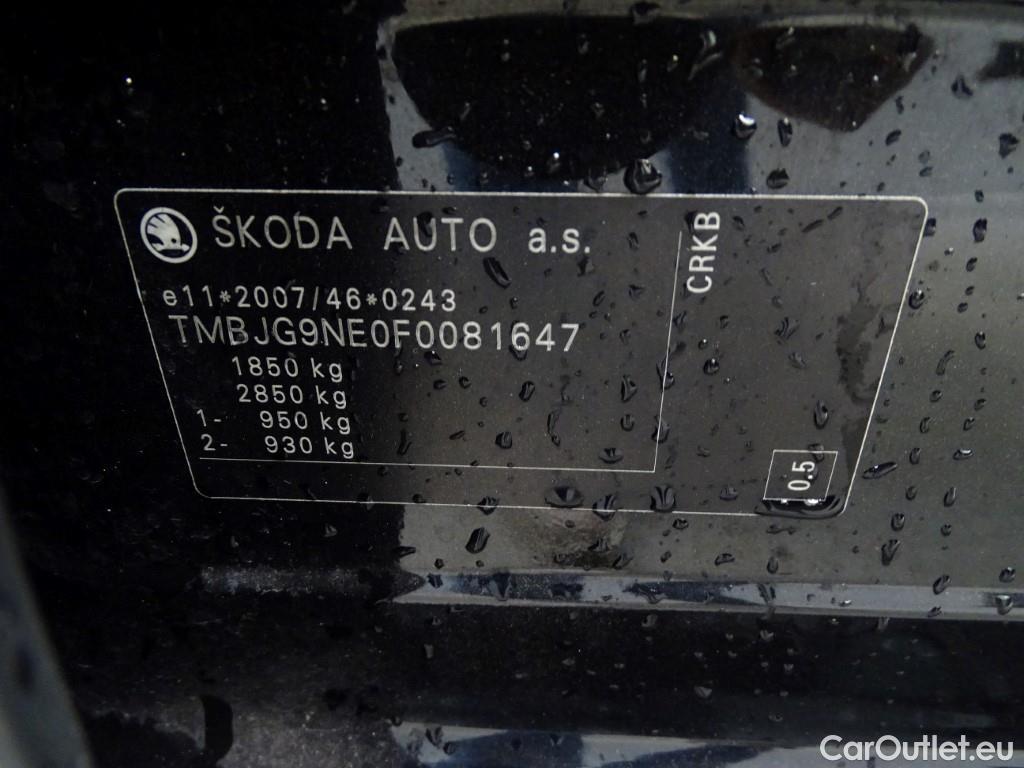 ŠKODA AUTO a.s.
e11*2007/46*0243
TMBJG9NE0F0081647
1850 kg
2850 kg
1- 950 kg
2- 930 kg
CRKB
0.5
CarOutlet.eu